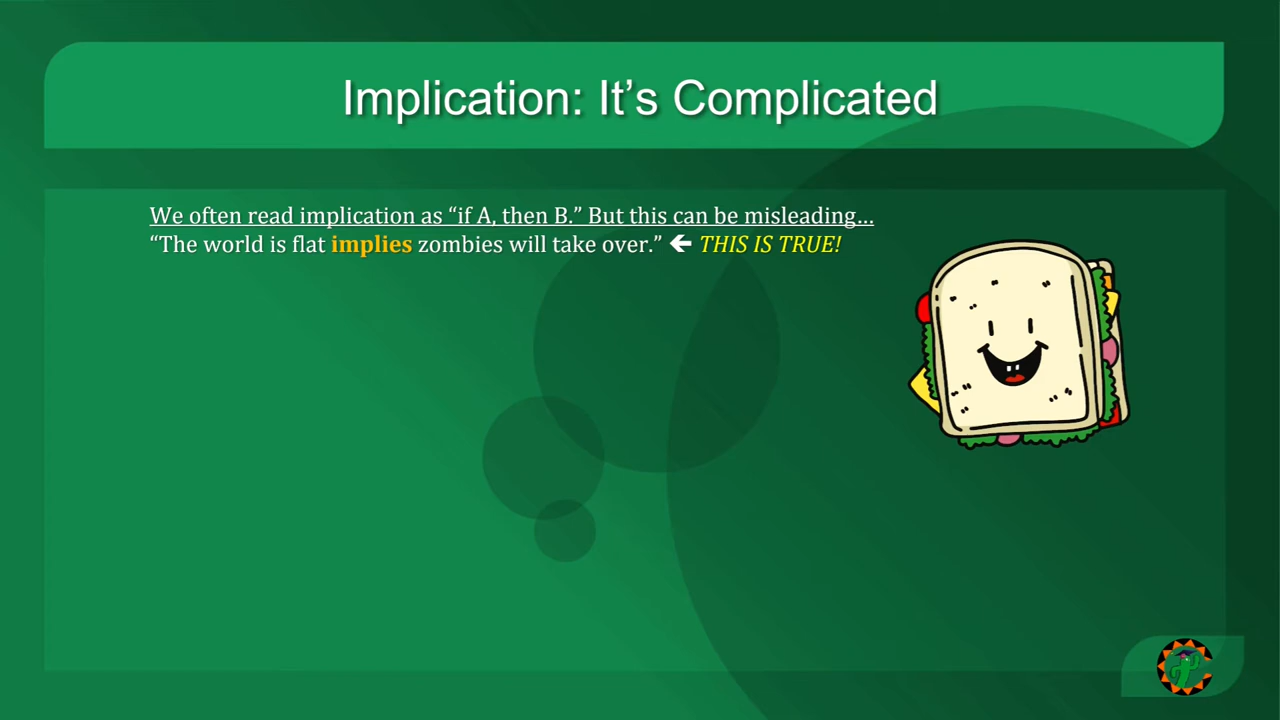 Implication: It’s Complicated
We often read implication as “if A, then B.” But this can be misleading…
“The world is flat implies zombies will take over.” 🡸 THIS IS TRUE!